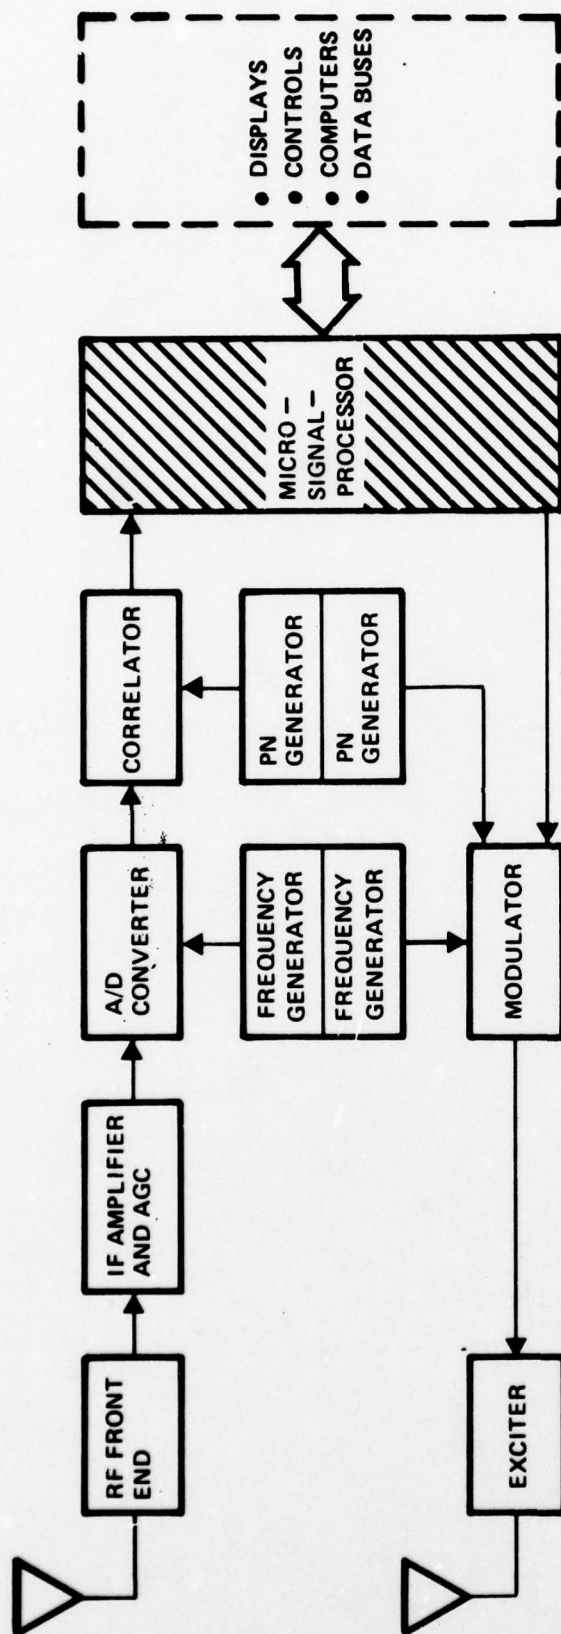 RF FRONT
END
IF AMPLIFIER
AND AGC
A/D
CONVERTER
CORRELATOR
MICRO –
SIGNAL –
PROCESSOR
• DISPLAYS
• CONTROLS
• COMPUTERS
• DATA BUSES
FREQUENCY
GENERATOR
FREQUENCY
GENERATOR
PN
GENERATOR
PN
GENERATOR
EXCITER
MODULATOR